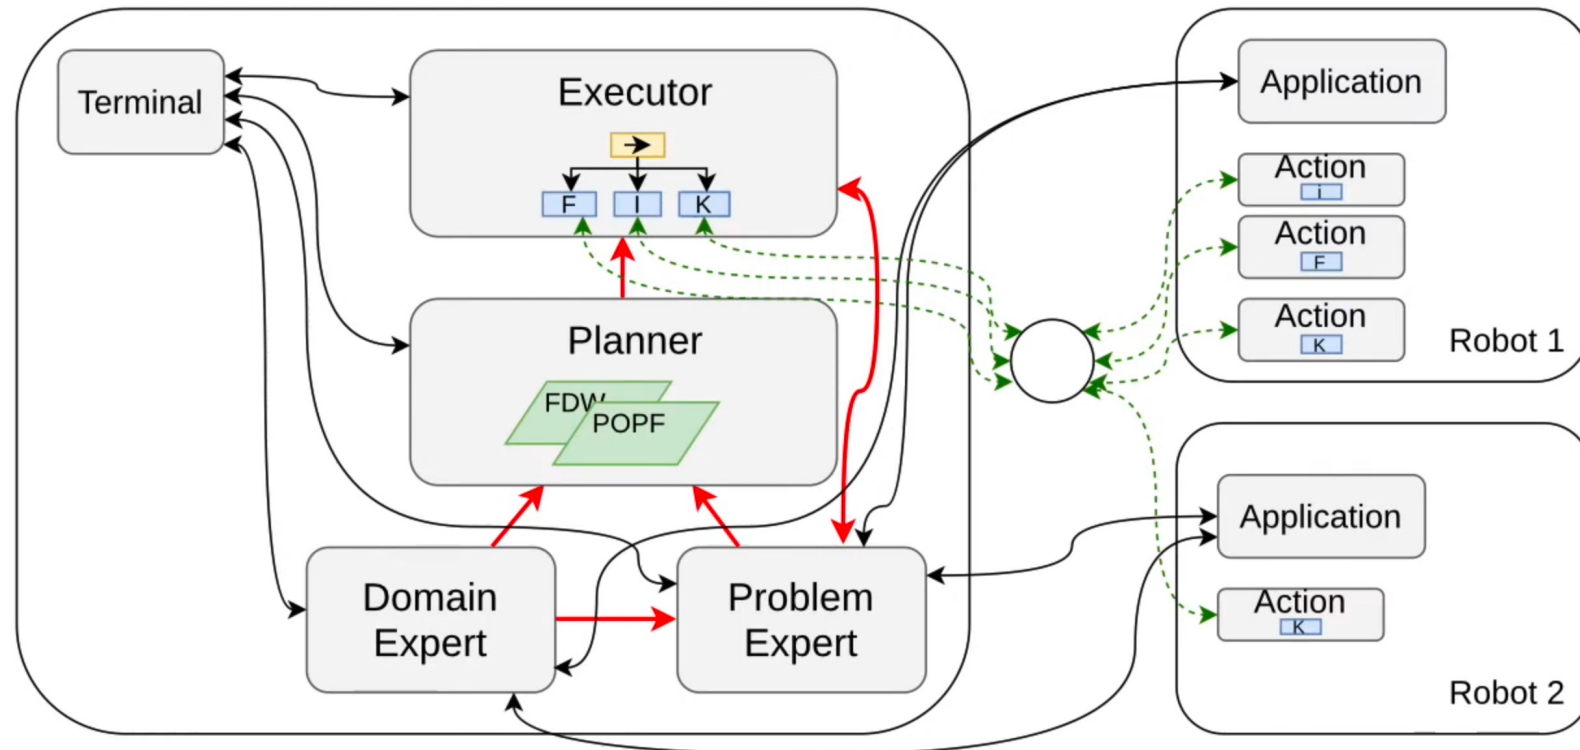 Terminal
Executor
F
I
K
Planner
FDW
POPF
Domain
Expert
Problem
Expert
Application
Action
i
Action
F
Action
K
Robot 1
Application
Action
K
Robot 2